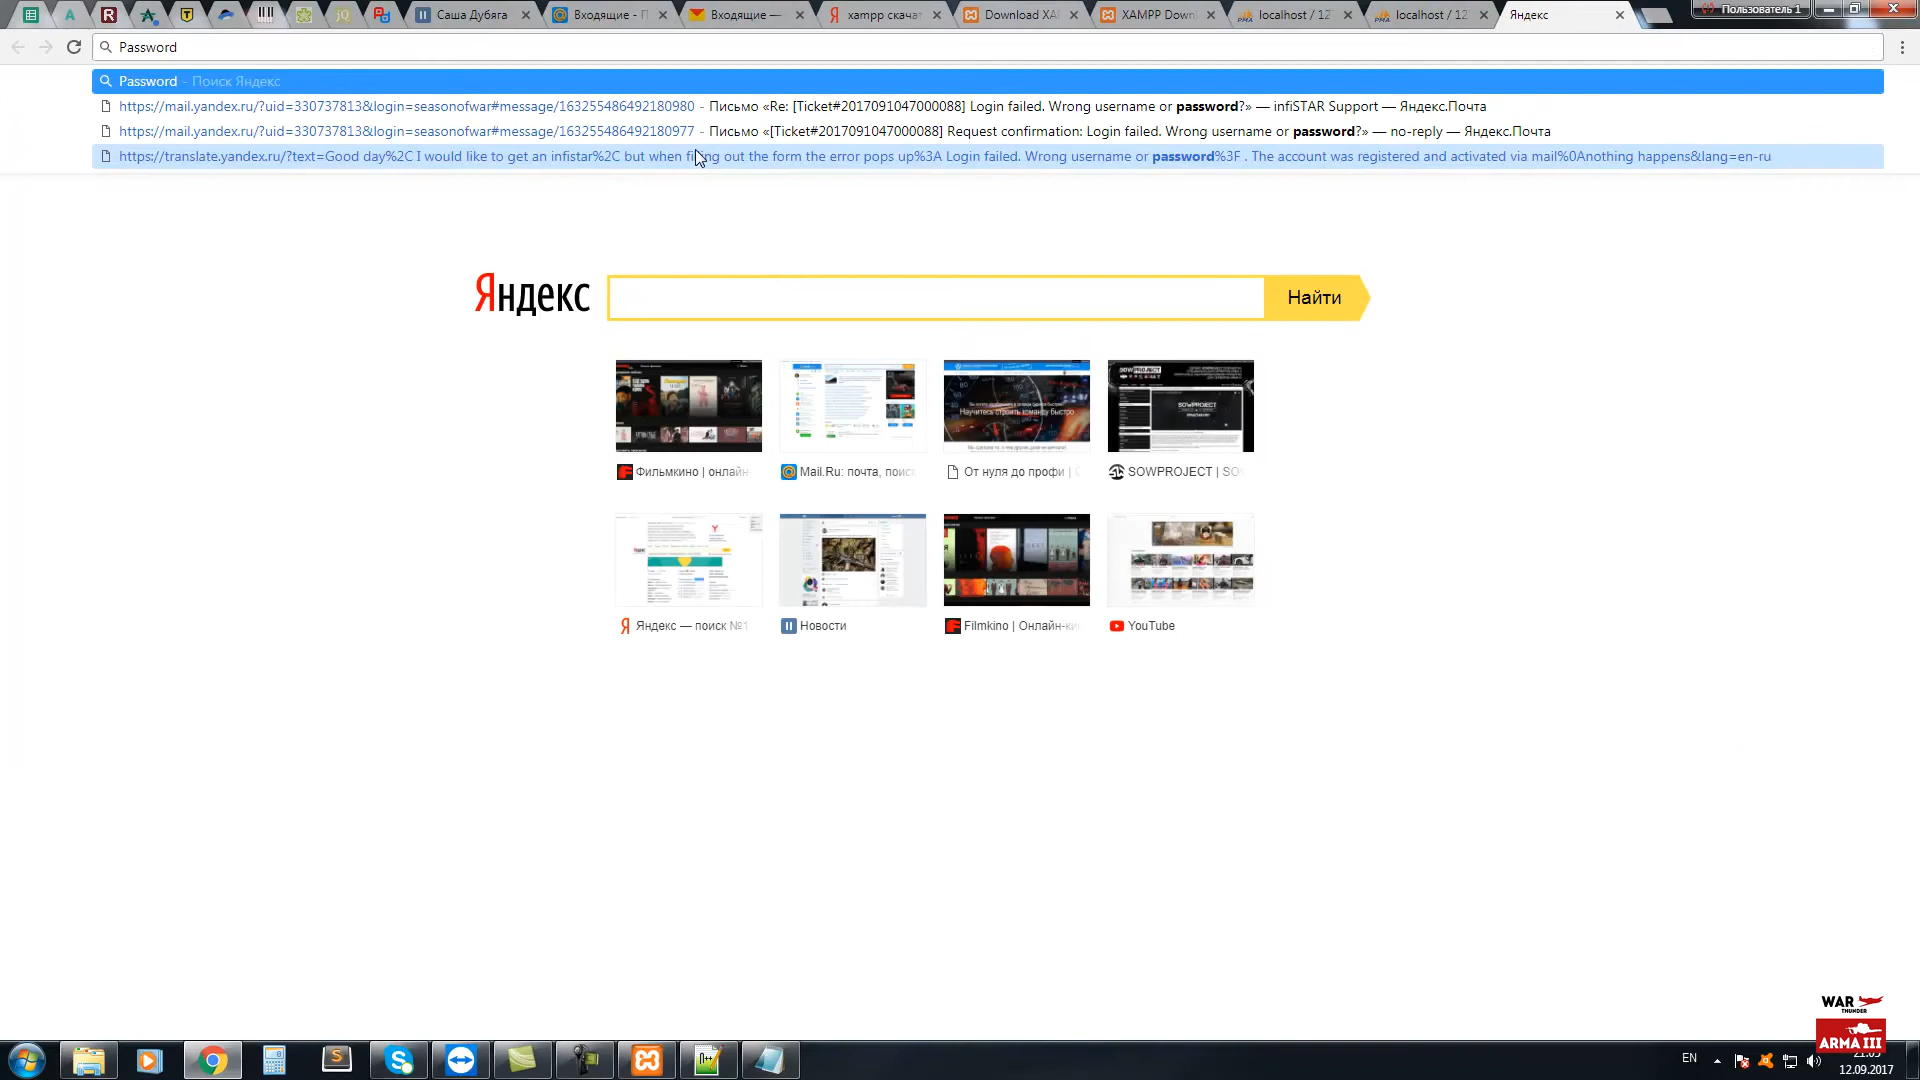 Саша Дубяга
Входящие - П
Входящие —
xampp скачат
Download XA
XAMPP Down
localhost / 12
localhost / 12
Яндекс
Пользователь 1
Password
Password - Поиск Яндекс
https://mail.yandex.ru/?uid=330737813&login=seasonofwar#message/163255486492180980 - Письмо «Re: [Ticket#2017091047000088] Login failed. Wrong username or password?» — infiSTAR Support — Яндекс.Почта
https://mail.yandex.ru/?uid=330737813&login=seasonofwar#message/163255486492180977 - Письмо «[Ticket#2017091047000088] Request confirmation: Login failed. Wrong username or password?» — no-reply — Яндекс.Почта
https://translate.yandex.ru/?text=Good day%2C I would like to get an infistar%2C but when filling out the form the error pops up%3A Login failed. Wrong username or password%3F . The account was registered and activated via mail%0Anothing happens&lang=en-ru
Яндекс
Найти
Научитесь строить команду быстро
SOWPROJECT
Фильмкино | онлайн-
Mail.Ru: почта, поиск
От нуля до профи |
SOWPROJECT | SO
Яндекс — поиск №1
Новости
Filmkino | Онлайн-ки
YouTube
WAR
THUNDER
ARMA III
EN
12.09.2017